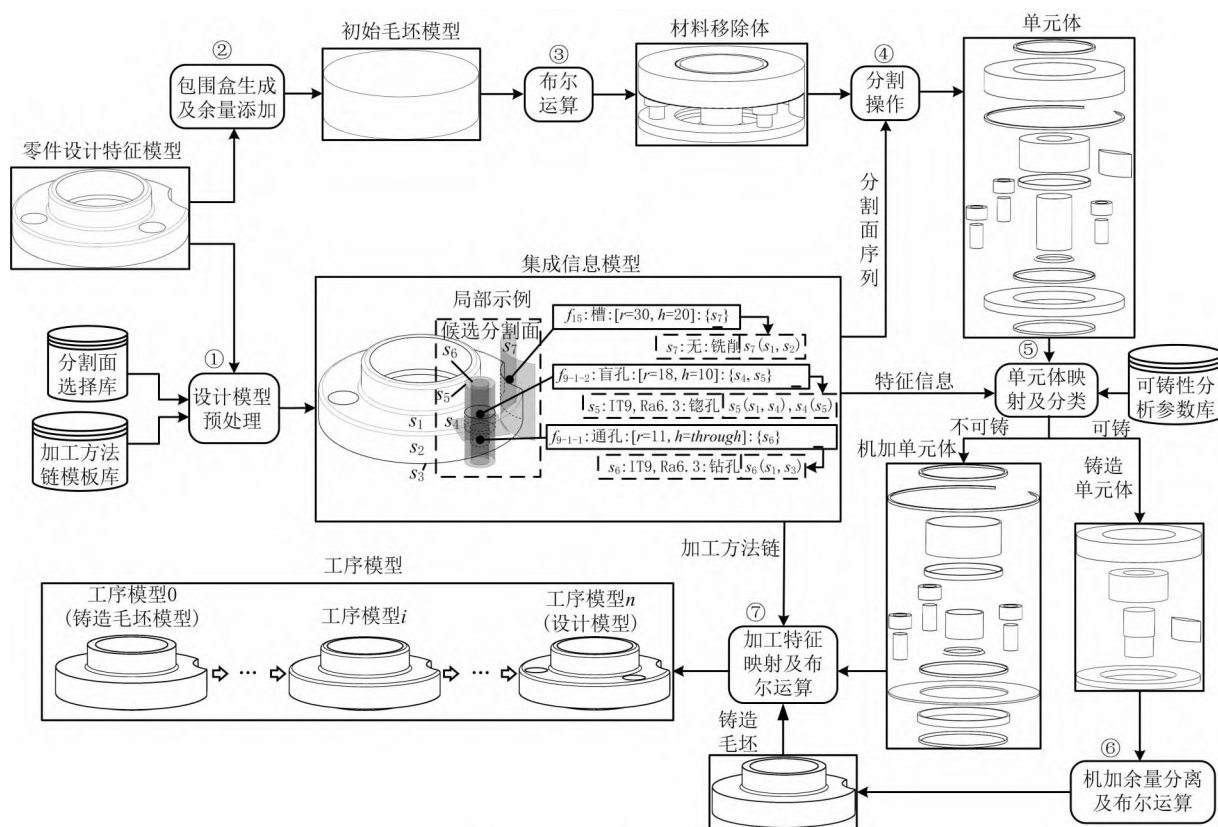 初始毛坯模型
材料移除体
单元体
②
包围盒生成
及余量添加
③
布尔
运算
④
分割
操作
零件设计特征模型
分割面序列
集成信息模型
局部示例
候选分割面
s6
s7
s5
s1
s4
s2
s3
f15:槽:[r=30, h=20]:{s7}
s7:无:铣削 s7(s1, s2)
f9-1-2:盲孔:[r=18, h=10]:{s4, s5}
s5:IT9, Ra6.3:锪孔 s5(s1, s4), s4(s5)
f9-1-1:通孔:[r=11, h=through]:{s6}
s6:IT9, Ra6.3:钻孔 s6(s1, s3)
分割面
选择库
加工方法
链模板库
①
设计模型
预处理
特征信息
⑤
单元体映
射及分类
可铸性分
析参数库
不可铸
可铸
机加单元体
铸造
单元体
加工方法链
工序模型
工序模型0
(铸造毛坯模型)
工序模型i
工序模型n
(设计模型)
…
…
⑦
加工特征
映射及布
尔运算
铸造
毛坯
⑥
机加余量分离
及布尔运算